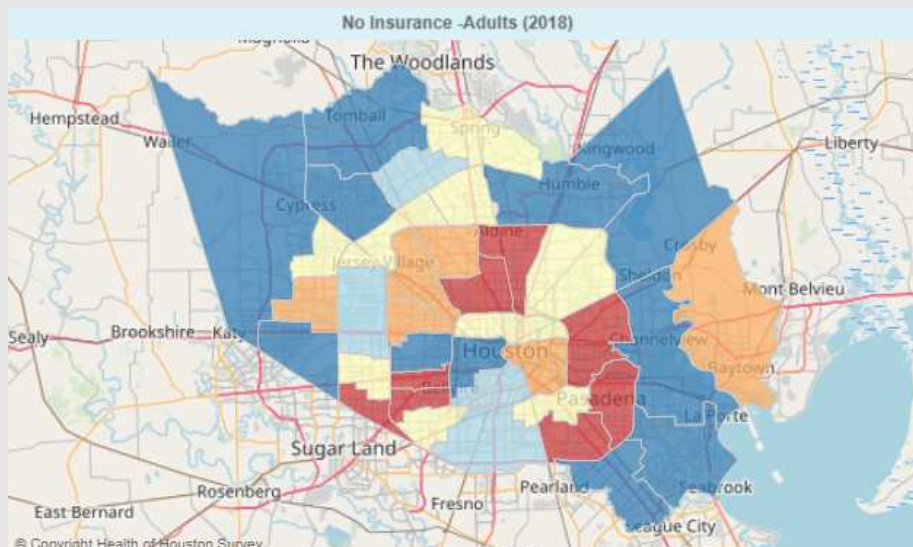 No Insurance -Adults (2018)
Magnolia
The Woodlands
Hempstead
Tomball
Spring
Waller
Kingwood
Liberty
Humble
Cypress
Aldine
Crosby
Jersey Village
Sheldon
Mont Belvieu
Sealy
Brookshire
Katy
Houston
Channelview
Baytown
Bellaire
Pasadena
La Porte
Sugar Land
Rosenberg
Pearland
Seabrook
Fresno
East Bernard
League City
© Copyright Health of Houston Survey